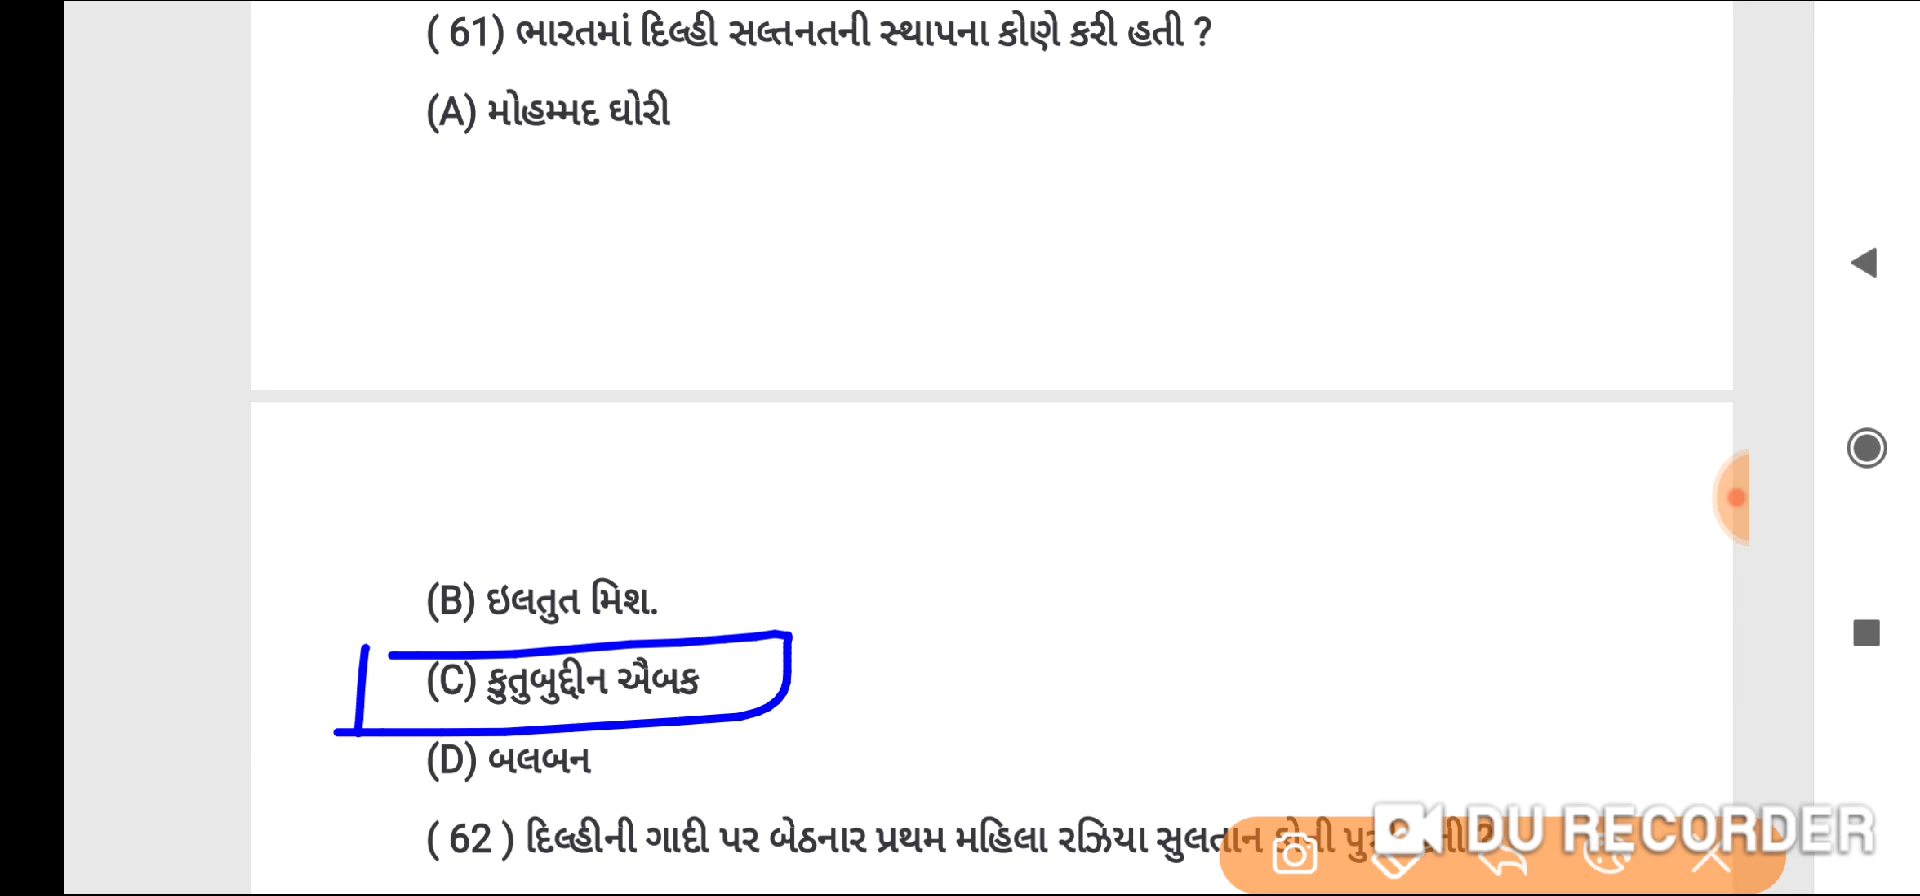 ( 61) ભારતમાં દિલ્હી સલ્તનતની સ્થાપના કોણે કરી હતી ?
(A) મોહમ્મદ ઘોરી
(B) ઇલતુત મિશ.
(C) કુતુબુદ્દીન ઐબક
(D) બલબન
( 62 ) દિલ્હીની ગાદી પર બેઠનાર પ્રથમ મહિલા રઝિયા સુલતાન
DU RECORDER